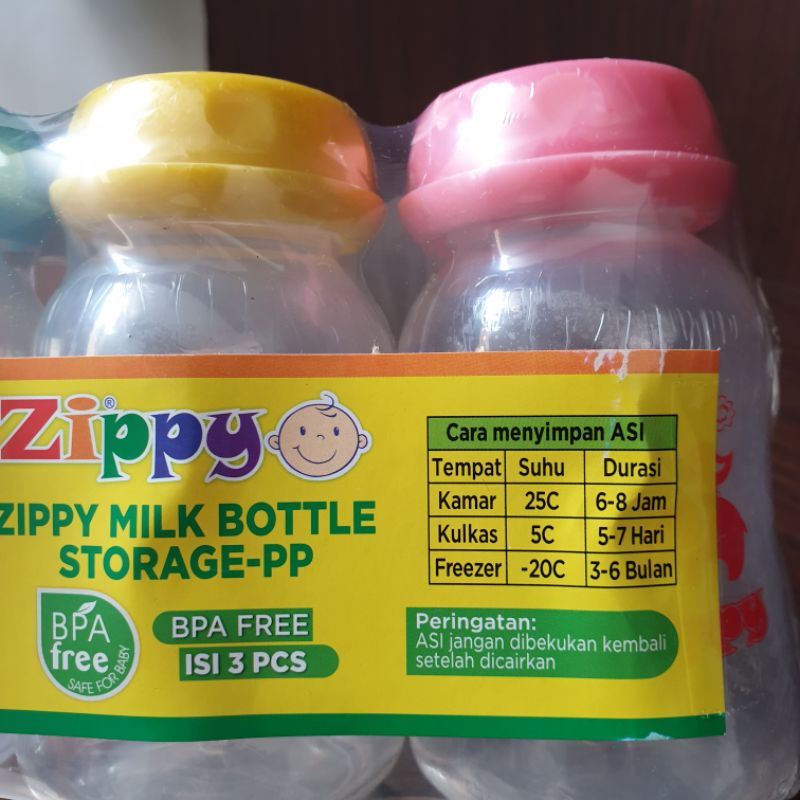 Zippy®
ZIPPY MILK BOTTLE
STORAGE-PP
BPA
free
SAFE FOR BABY
BPA FREE
ISI 3 PCS
Cara menyimpan ASI
Tempat Suhu Durasi
Kamar 25C 6-8 Jam
Kulkas 5C 5-7 Hari
Freezer -20C 3-6 Bulan
Peringatan:
ASI jangan dibekukan kembali
setelah dicairkan